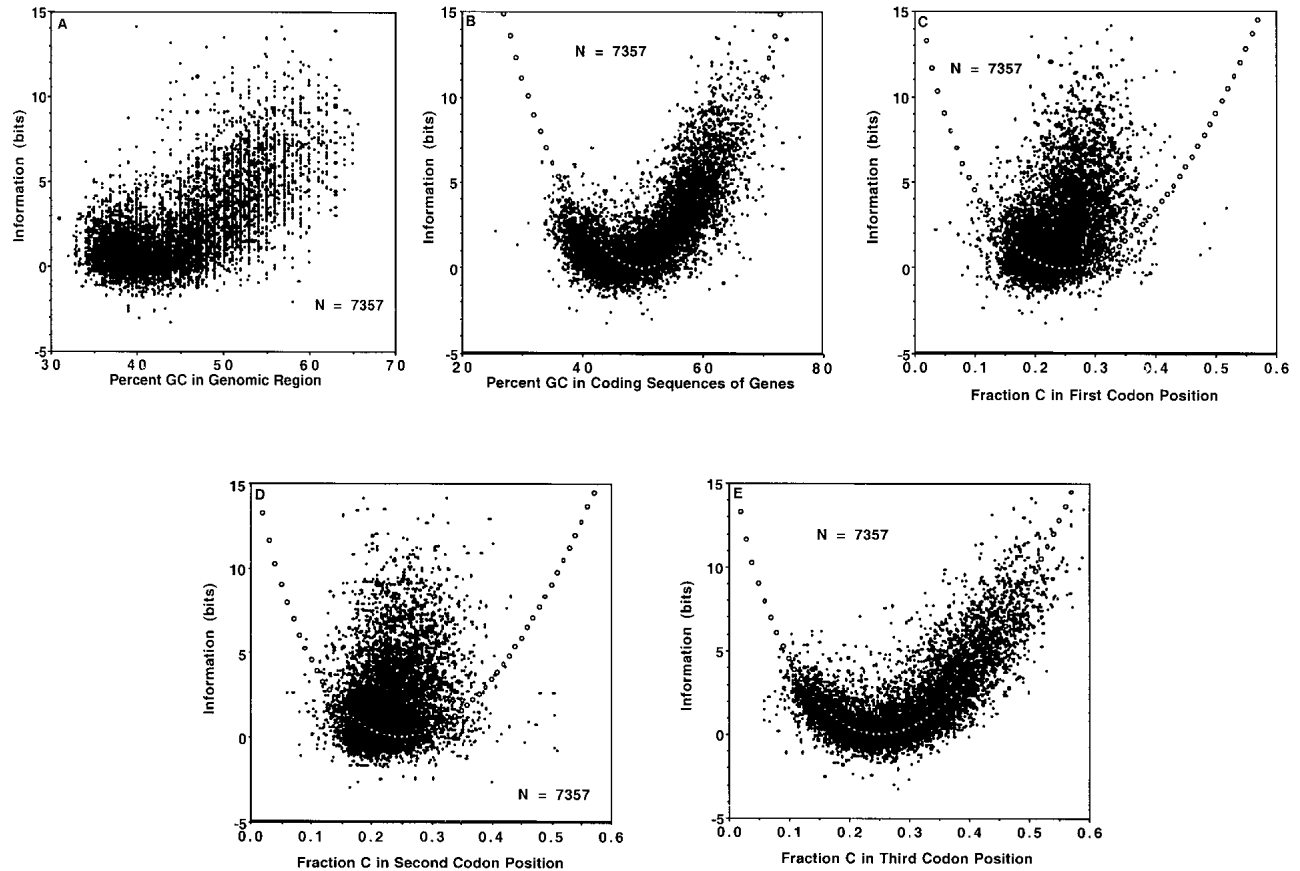 A
N = 7357
Information (bits)
15
10
5
0
-5
30
40
50
60
70
Percent GC in Genomic Region
B
N = 7357
Information (bits)
15
10
5
0
-5
20
40
60
80
Percent GC in Coding Sequences of Genes
C
N = 7357
Information (bits)
15
10
5
0
-5
0.0
0.1
0.2
0.3
0.4
0.5
0.6
Fraction C in First Codon Position
D
N = 7357
Information (bits)
15
10
5
0
-5
0.0
0.1
0.2
0.3
0.4
0.5
0.6
Fraction C in Second Codon Position
E
N = 7357
Information (bits)
15
10
5
0
-5
0.0
0.1
0.2
0.3
0.4
0.5
0.6
Fraction C in Third Codon Position